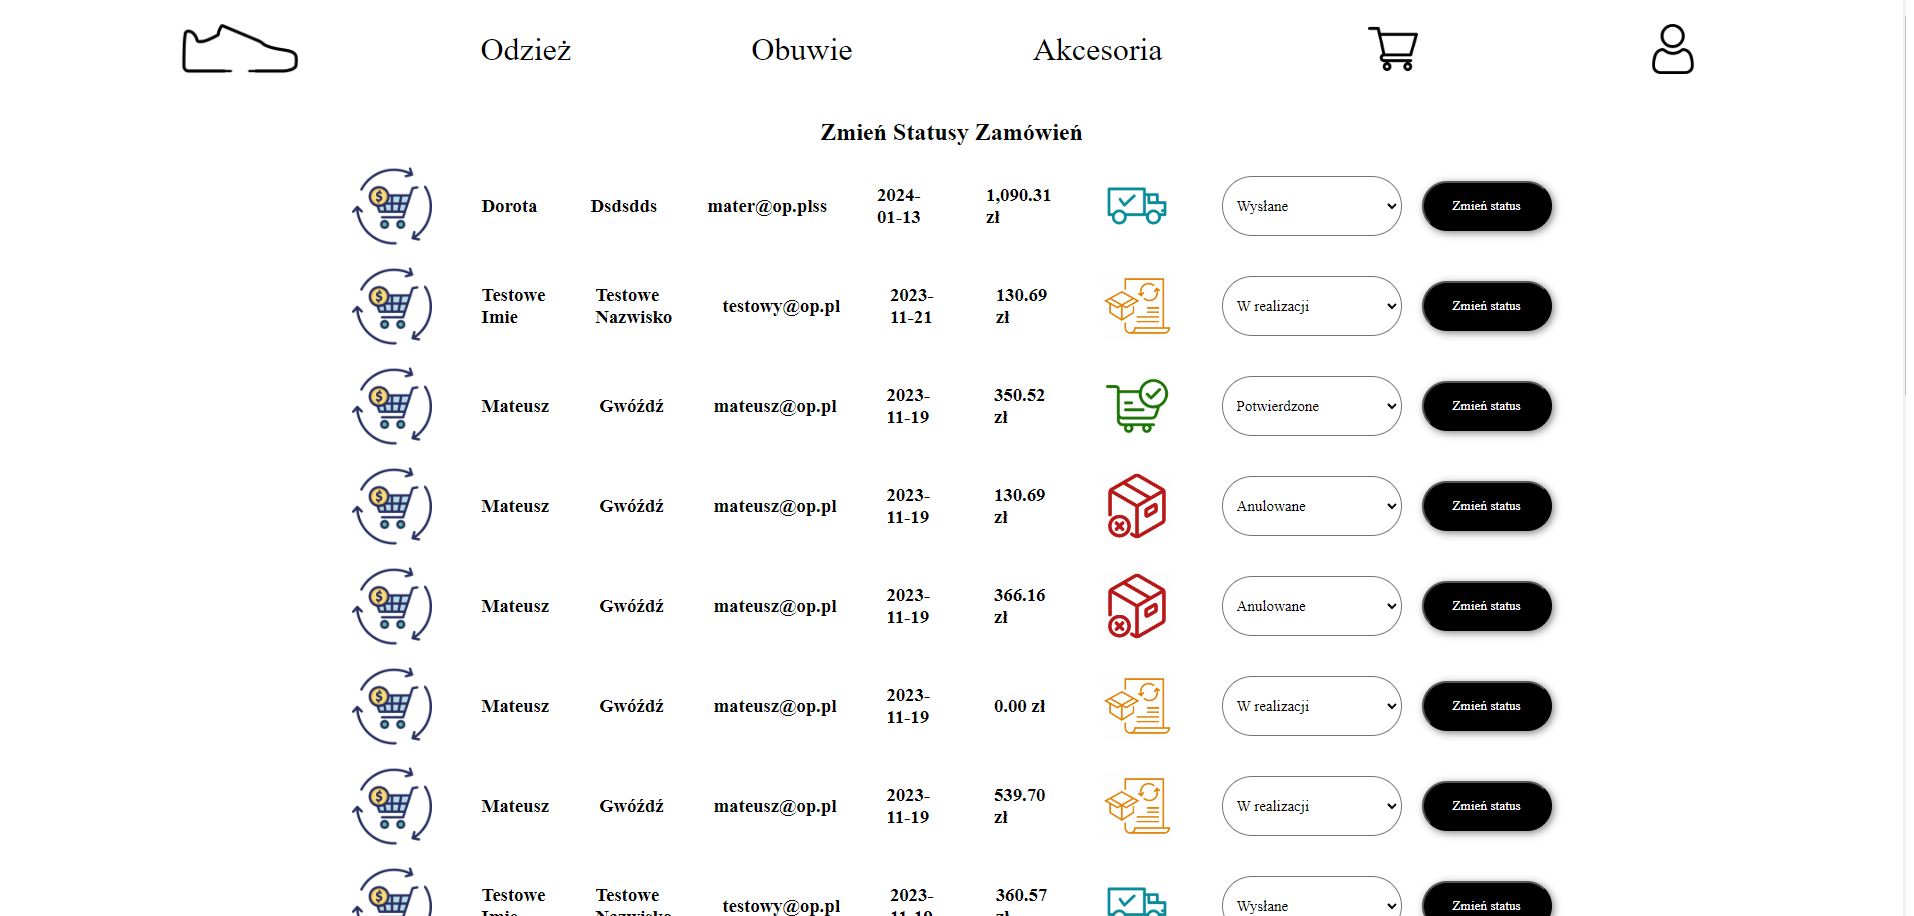 Odzież Obuwie Akcesoria
Zmień Statusy Zamówień
Dorota Dsdsdds mater@op.plss 2024-
01-13 1,090.31
zł Wysłane Zmień status
Testowe
Imie Testowe
Nazwisko testowy@op.pl 2023-
11-21 130.69
zł W realizacji Zmień status
Mateusz Gwóźdź mateusz@op.pl 2023-
11-19 350.52
zł Potwierdzone Zmień status
Mateusz Gwóźdź mateusz@op.pl 2023-
11-19 130.69
zł Anulowane Zmień status
Mateusz Gwóźdź mateusz@op.pl 2023-
11-19 366.16
zł Anulowane Zmień status
Mateusz Gwóźdź mateusz@op.pl 2023-
11-19 0.00 zł W realizacji Zmień status
Mateusz Gwóźdź mateusz@op.pl 2023-
11-19 539.70
zł W realizacji Zmień status
Testowe
Imie Testowe
Nazwisko testowy@op.pl 2023-
11-19 360.57
zł Wysłane Zmień status